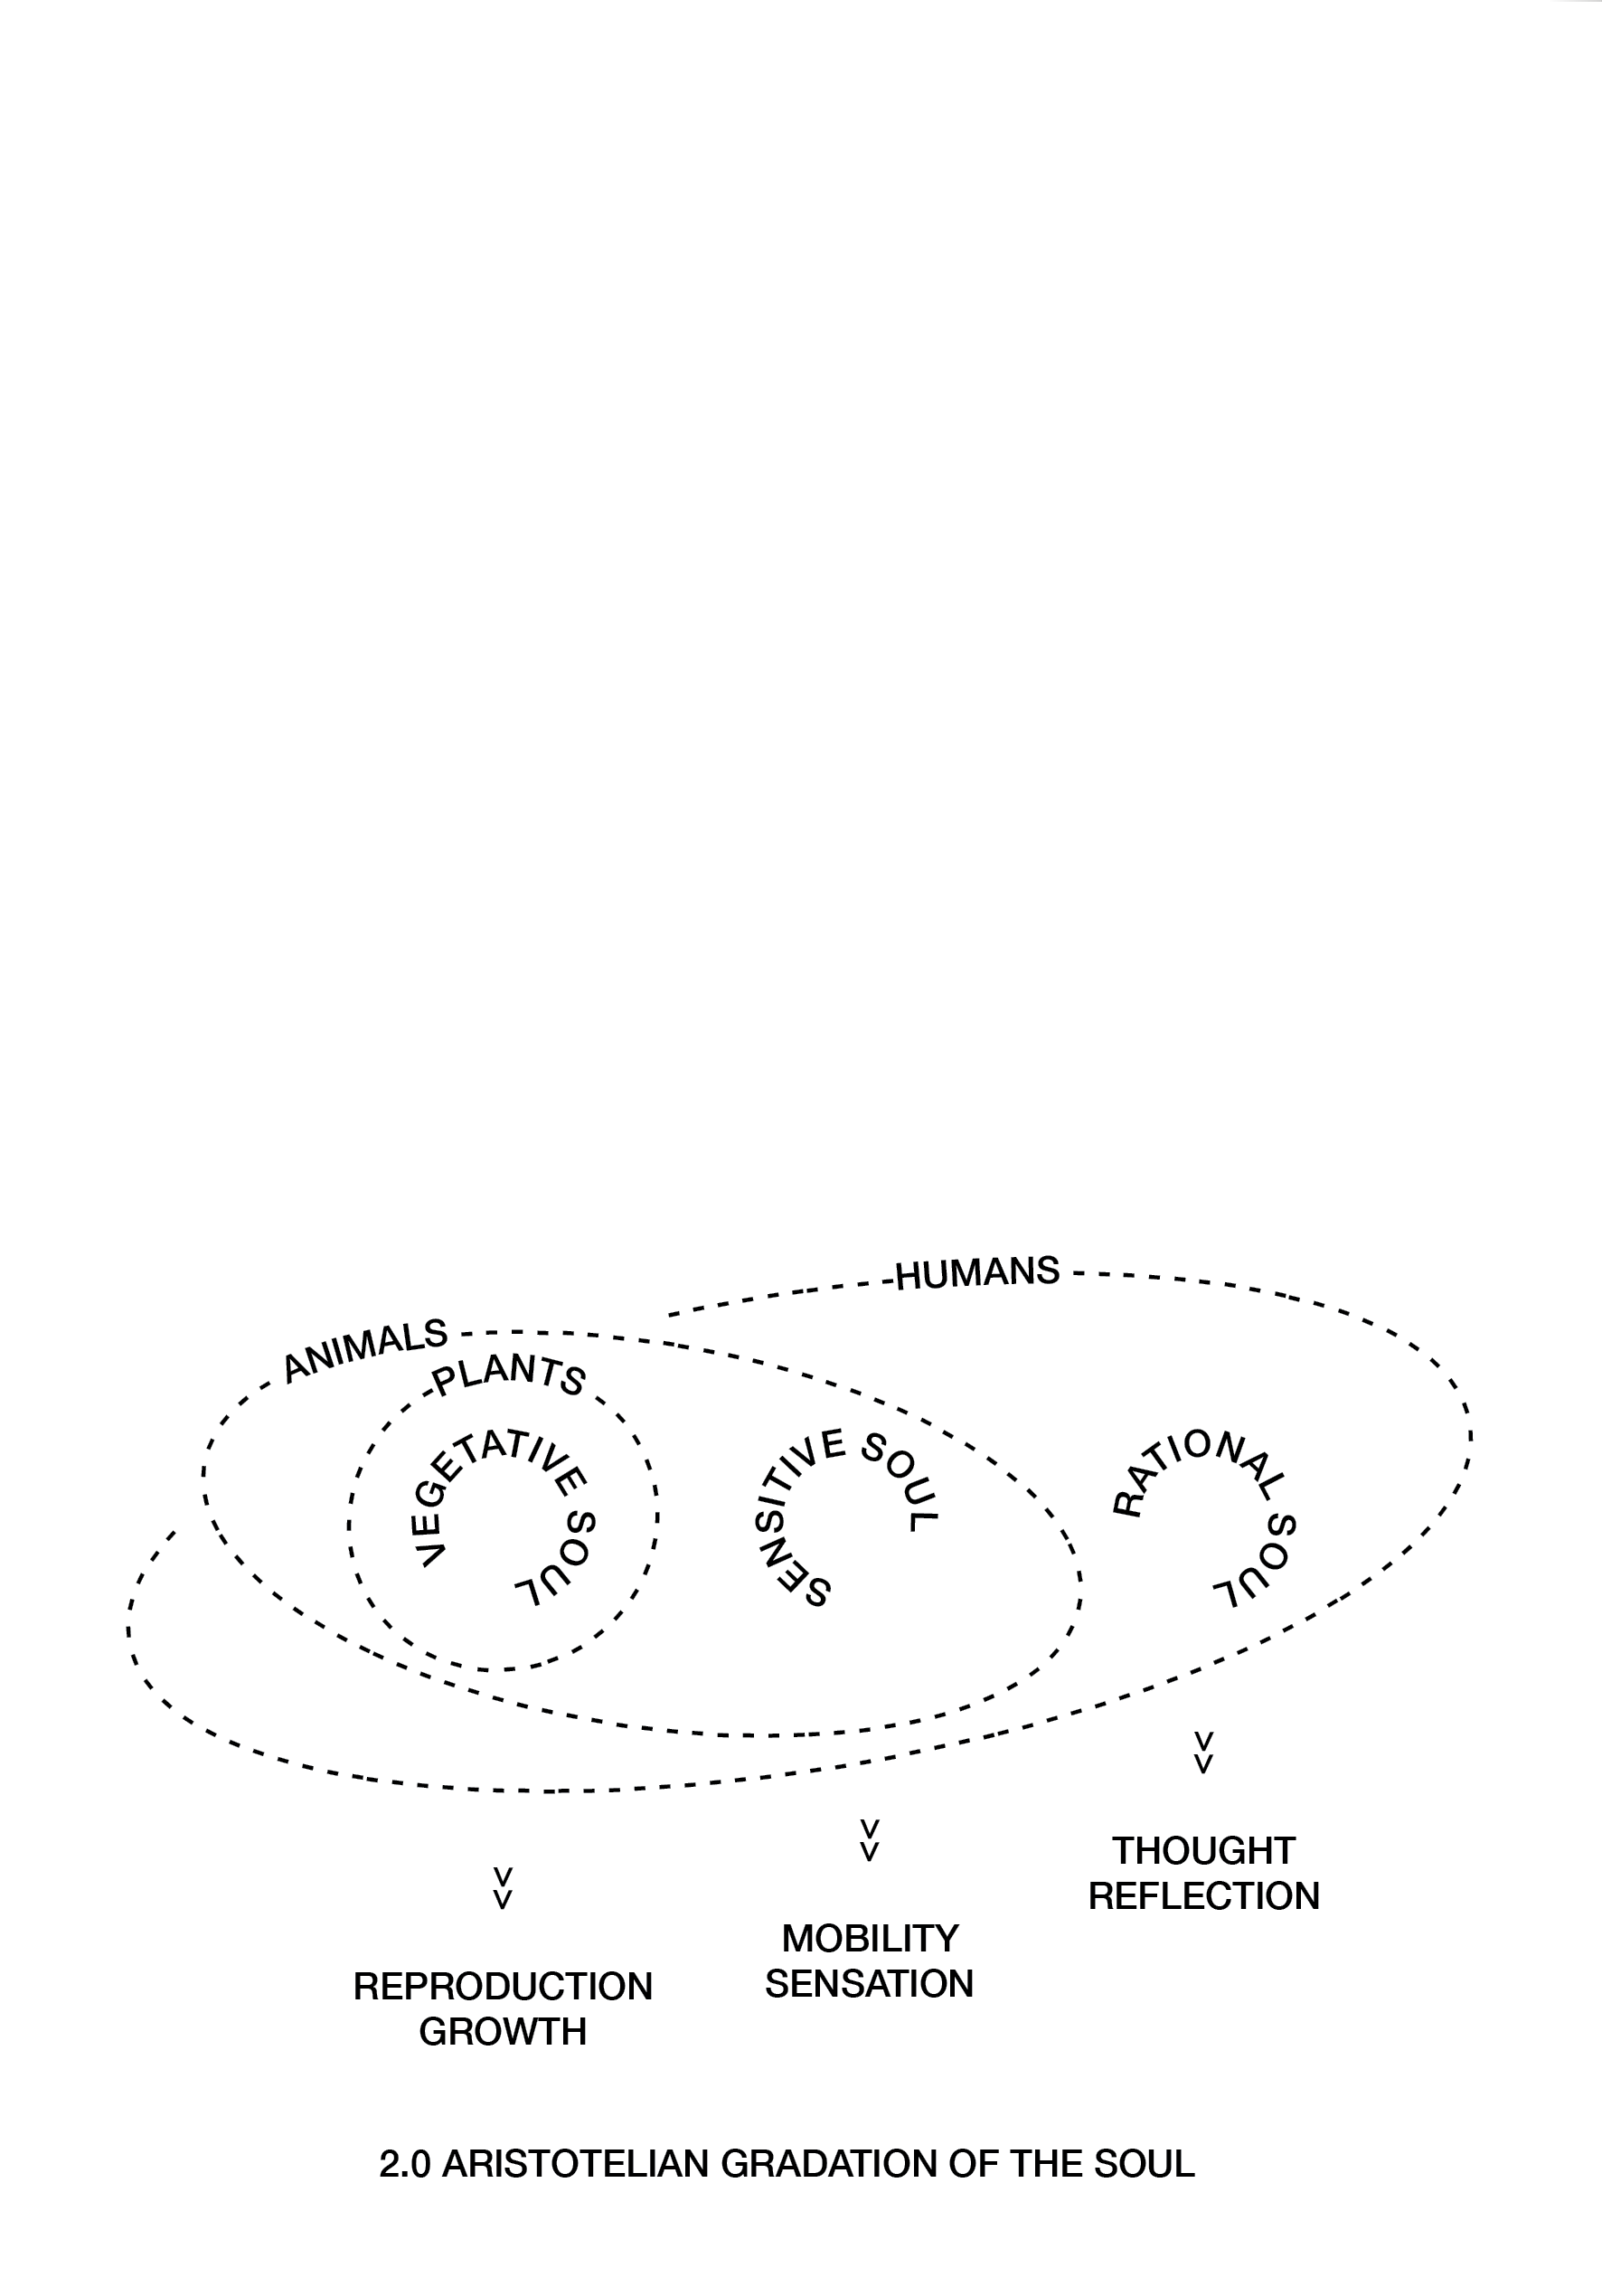 HUMANS
ANIMALS
PLANTS
VEGETATIVE SOUL
SENSITIVE SOUL
RATIONAL SOUL
THOUGHT
REFLECTION
MOBILITY
SENSATION
REPRODUCTION
GROWTH
2.0 ARISTOTELIAN GRADATION OF THE SOUL